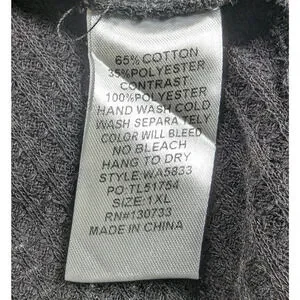 65% COTTON
35%POLYESTER
CONTRAST
100%POLYESTER
HAND WASH COLD
WASH SEPARA TELY
COLOR WILL BLEED
NO BLEACH
HANG TO DRY
STYLE:WA5833
PO:TL51754
SIZE:1XL
RN#130733
MADE IN CHINA